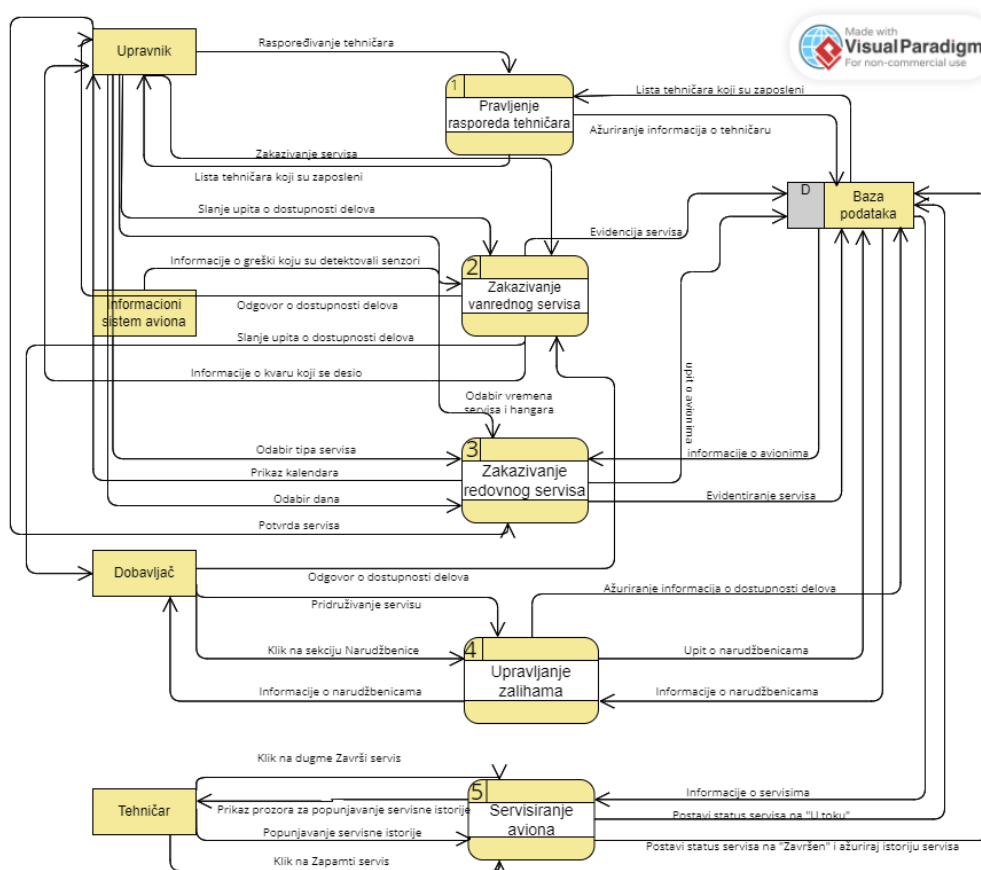 Made with
VisualParadigm
For non-commercial use
Upravnik
Raspoređivanje tehničara
1
Pravljenje
rasporeda tehničara
Lista tehničara koji su zaposleni
Ažuriranje informacija o tehničaru
Zakazivanje servisa
Lista tehničara koji su zaposleni
D
Baza
podataka
Slanje upita o dostupnosti delova
Evidencija servisa
2
Zakazivanje
vanrednog servisa
Informacije o greški koju su detektovali senzori
Informacioni
sistem aviona
Odgovor o dostupnosti delova
Slanje upita o dostupnosti delova
Informacije o kvaru koji se desio
upit o avionima
Odabir vremena
servisa i hangara
3
Zakazivanje
redovnog servisa
Odabir tipa servisa
informacije o avionima
Prikaz kalendara
Odabir dana
Evidentiranje servisa
Potvrda servisa
Dobavljač
Odgovor o dostupnosti delova
Ažuriranje informacija o dostupnosti delova
Pridruživanje servisu
4
Upravljanje
zalihama
Klik na sekciju Narudžbenice
Upit o narudžbenicama
Informacije o narudžbenicama
Informacije o narudžbenicama
Klik na dugme Završi servis
Tehničar
5
Servisiranje
aviona
Informacije o servisima
Prikaz prozora za popunjavanje servisne istorije
Postavi status servisa na "U toku"
Popunjavanje servisne istorije
Postavi status servisa na "Završen" i ažuriraj istoriju servisa
Klik na Zapamti servis